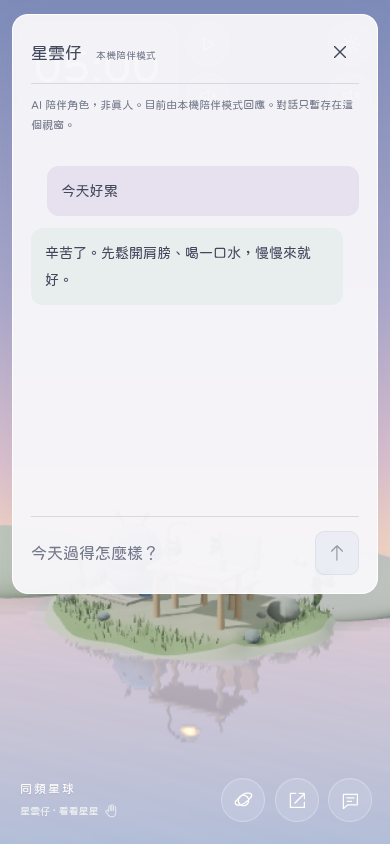 星雲仔 本機陪伴模式
AI 陪伴角色，非真人。目前由本機陪伴模式回應。對話只暫存在這
個視窗。
今天好累
辛苦了。先鬆開肩膀、喝一口水，慢慢來就
好。
今天過得怎麼樣？
同頻星球
星雲仔 · 看看星星